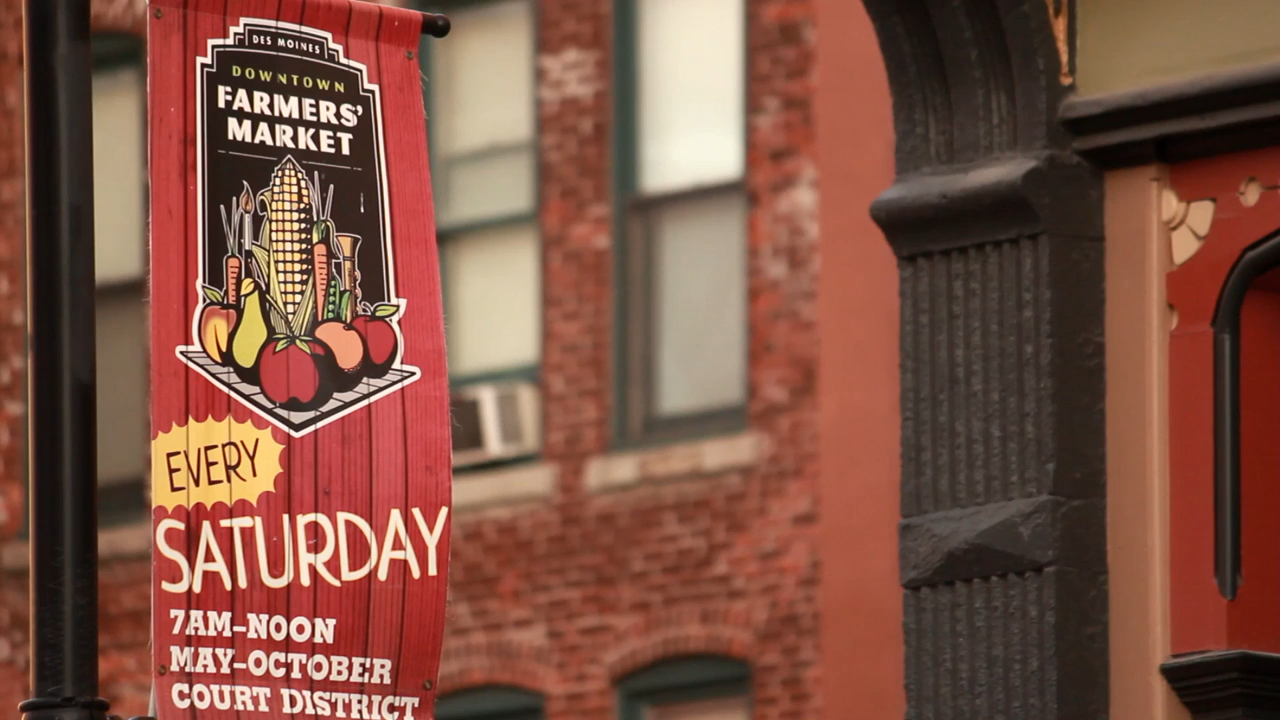 DES MOINES
DOWNTOWN
FARMERS'
MARKET
EVERY
SATURDAY
7AM–NOON
MAY–OCTOBER
COURT DISTRICT